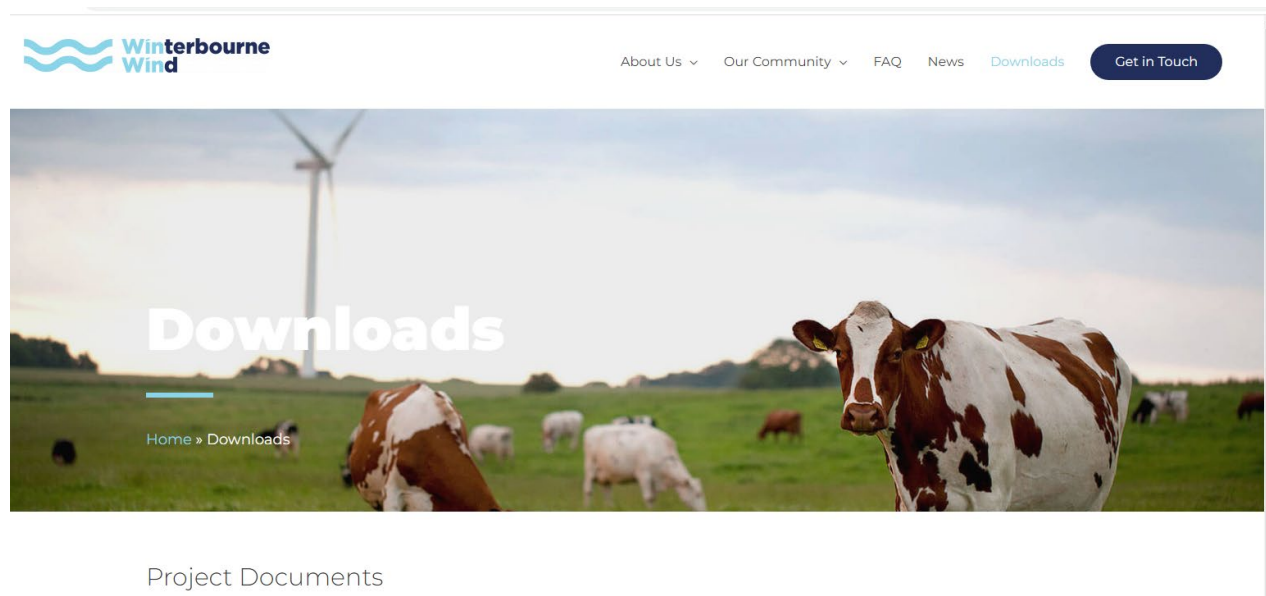 Winterbourne
Wind
About Us
Our Community
FAQ
News
Downloads
Get in Touch
Downloads
Home » Downloads
Project Documents